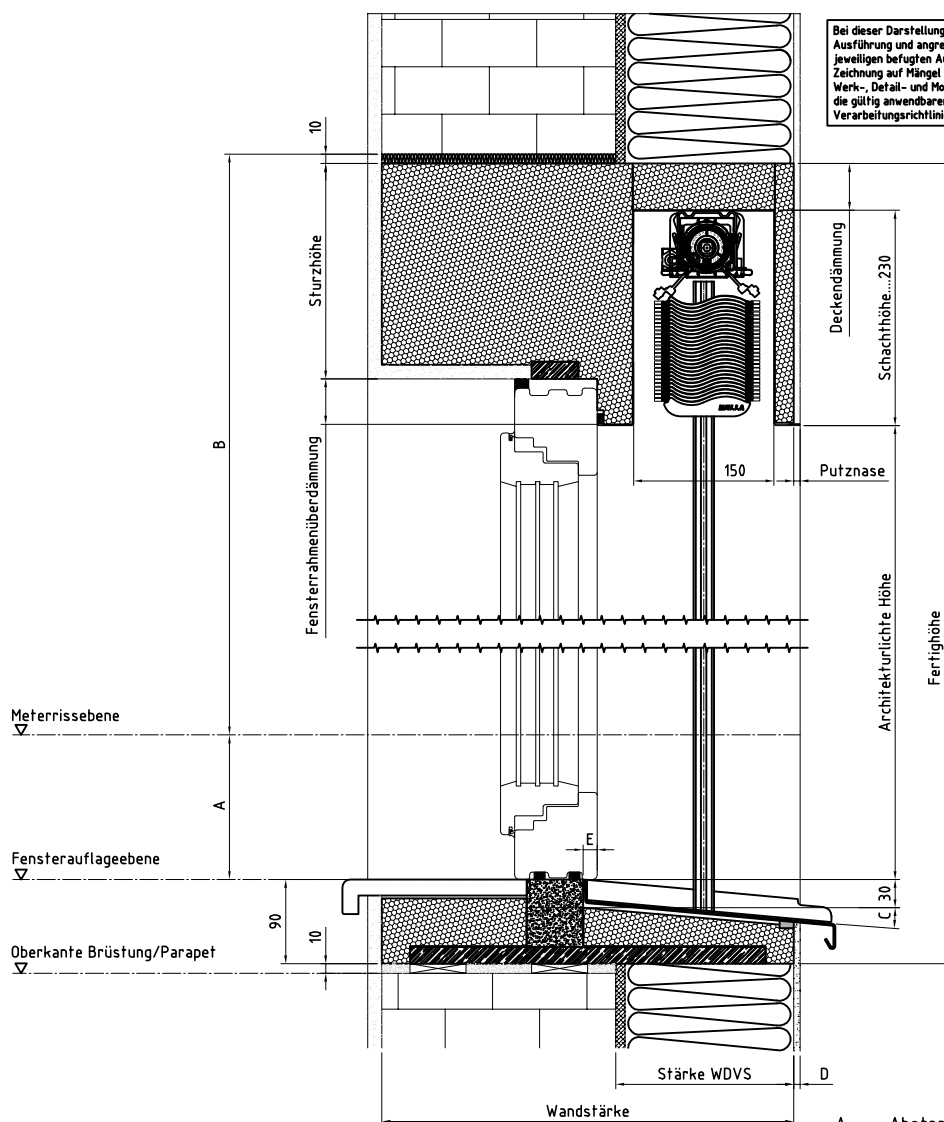 Bei dieser Darstellung
Ausführung und angre
jeweiligen befugten Au
Zeichnung auf Mängel
Werk-, Detail- und Mo
die gültig anwendbare
Verarbeitungsrichtlini
10
Sturzhöhe
Deckendämmung
Schachthöhe....230
B
Fensterrahmenüberdämmung
150
Putznase
Architekturlichte Höhe
Fertighöhe
Meterrissebene
A
E
Fensterauflageebene
90
30
C
10
Oberkante Brüstung/Parapet
Stärke WDVS
D
Wandstärke